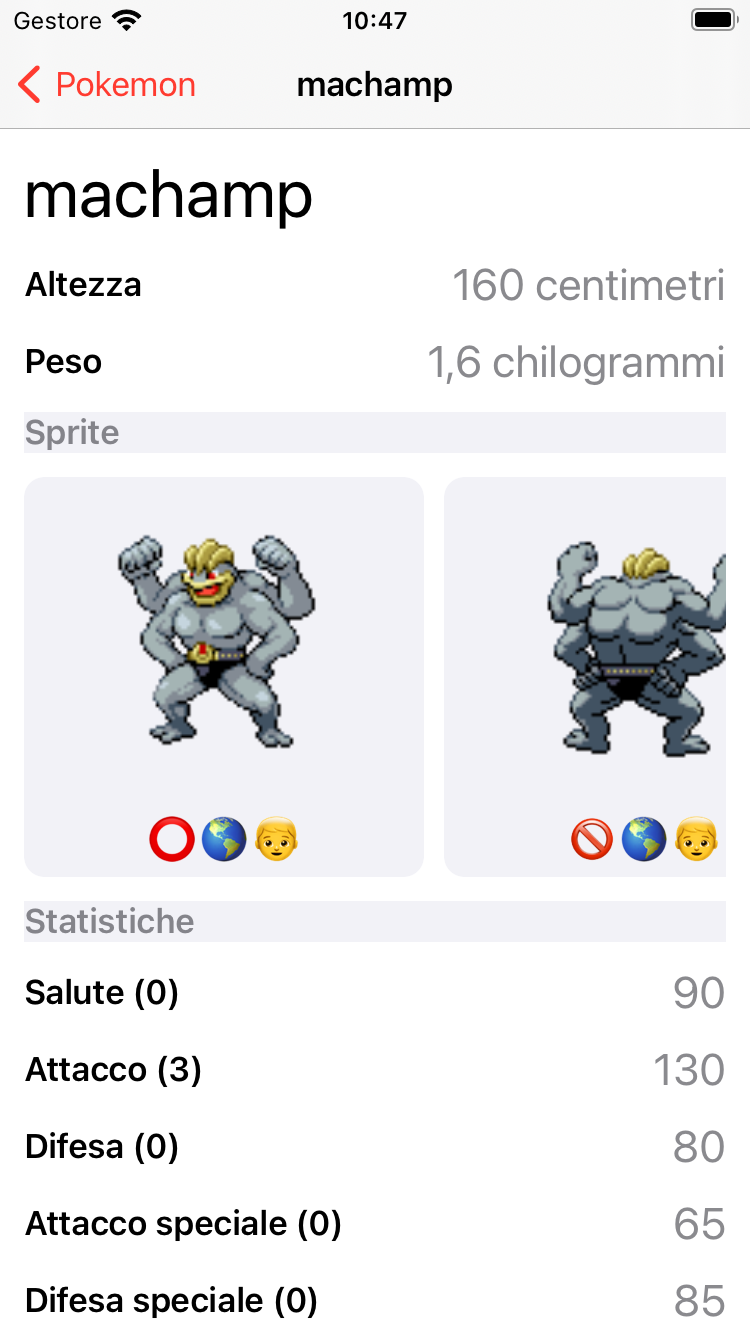 Gestore 10:47
Pokemon machamp
machamp
Altezza 160 centimetri
Peso 1,6 chilogrammi
Sprite
Statistiche
Salute (0) 90
Attacco (3) 130
Difesa (0) 80
Attacco speciale (0) 65
Difesa speciale (0) 85